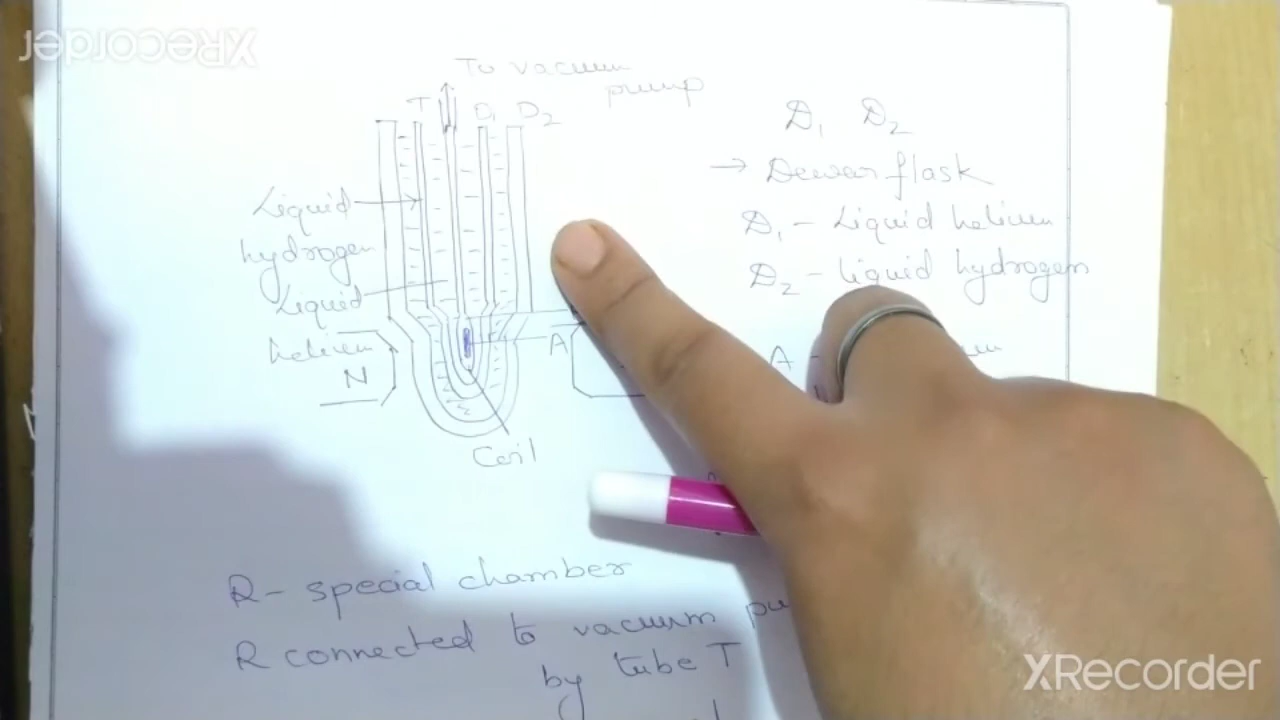 XRecorder
To vacuum
pump
T D₁ D₂
Liquid
hydrogen
Liquid
helium
N
A
Coil
D₁ D₂
→ Dewar flask
D₁ - Liquid helium
D₂ - liquid hydrogen
A -
R - special chamber
R connected to vacuum
by tube T
XRecorder